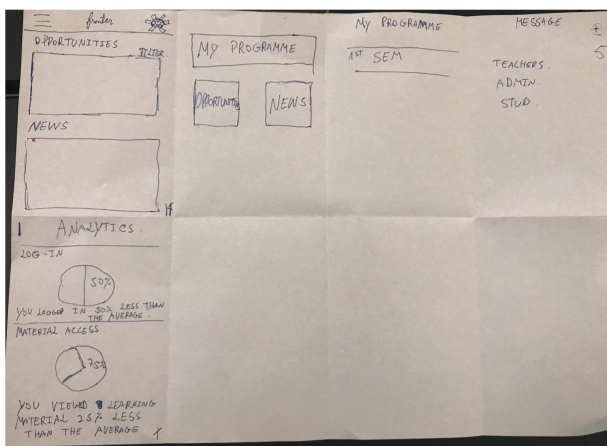 fronter
OPPORTUNITIES
FILTER
NEWS
ANALYTICS.
LOG-IN
50%
YOU LOGGED IN 50% LESS THAN
THE AVERAGE.
MATERIAL ACCESS.
75%
YOU VIEWED LEARNING
MATERIAL 25% LESS
THAN THE AVERAGE
MY PROGRAMME
OPPORTUNITIES
NEWS
MY PROGRAMME
1ST SEM
MESSAGE
TEACHERS.
ADMIN
STUD.